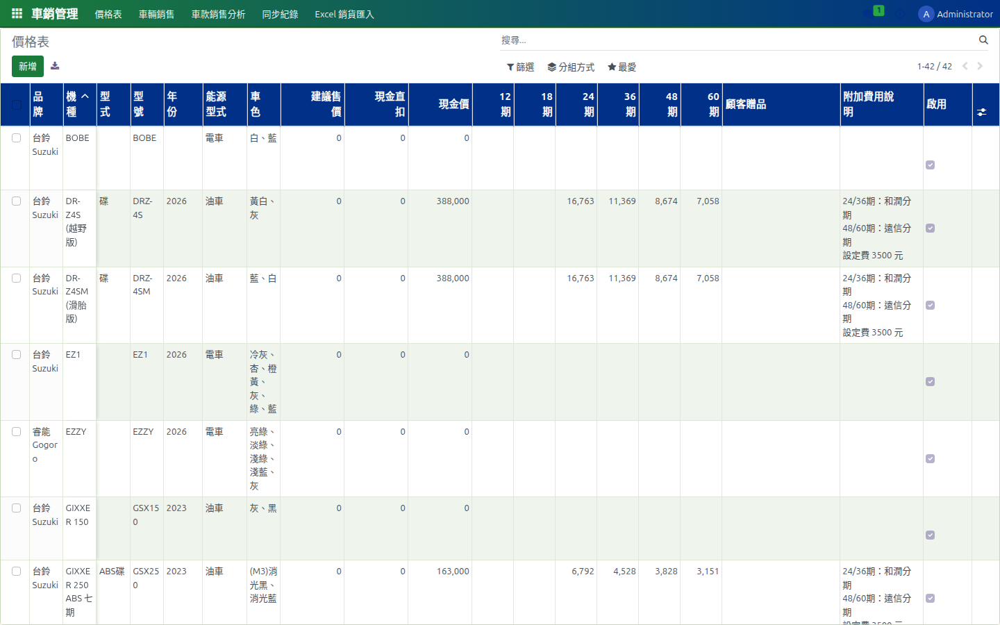 車銷管理 價格表 車輛銷售 車款銷售分析 同步紀錄 Excel 銷貨匯入 1 A Administrator
價格表 搜尋...
新增 篩選 分組方式 最愛 1-42 / 42
品牌 機種 型式 型號 年份 能源型式 車色 建議售價 現金直扣 現金價 12期 18期 24期 36期 48期 60期 顧客贈品 附加費用說明 啟用
台鈴 BOBE BOBE 電車 白、藍 0 0 0
Suzuki
台鈴 DR- 碟 DRZ- 2026 油車 黃白、 0 0 388,000 16,763 11,369 8,674 7,058 24/36期：和潤分
Suzuki Z4S 4S 灰 期
(越野 48/60期：遠信分
版) 期
設定費 3500 元
台鈴 DR- 碟 DRZ- 2026 油車 藍、白 0 0 388,000 16,763 11,369 8,674 7,058 24/36期：和潤分
Suzuki Z4SM 4SM 期
(滑胎 48/60期：遠信分
版) 期
設定費 3500 元
台鈴 EZ1 EZ1 2026 電車 冷灰、 0 0 0
Suzuki 杏、橙
黃、
灰、
綠、藍
睿能 EZZY EZZY 2026 電車 亮綠、 0 0 0
Gogor 淡綠、
o 淺綠、
淺藍、
灰
台鈴 GIXXE GSX15 2023 油車 灰、黑 0 0 0
Suzuki R 150 0
台鈴 GIXXE ABS碟 GSX25 2023 油車 (M3)消 0 0 163,000 6,792 4,528 3,828 3,151 24/36期：和潤分
Suzuki R 250 0 光黑、 期
ABS 七 消光藍 48/60期：遠信分
期 期
設定費 3500 元